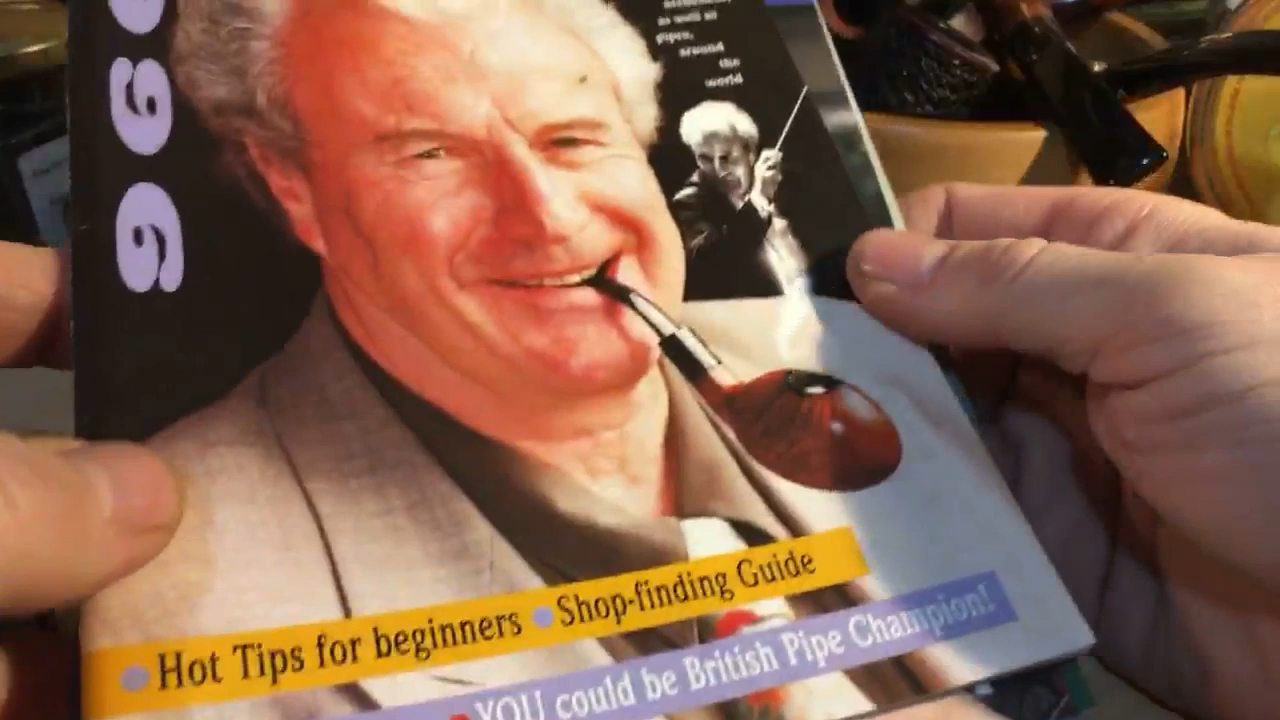 as well as
pipes,
around
the
world
996
Hot Tips for beginners Shop-finding Guide
YOU could be British Pipe Champion!